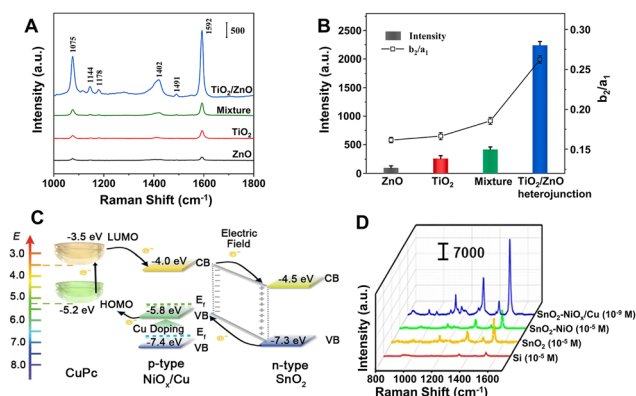 A
1075
1144
1178
1402
1491
1592
500
TiO2/ZnO
Mixture
TiO2
ZnO
Intensity (a.u.)
1000 1200 1400 1600 1800
Raman Shift (cm-1)
B
Intensity
b2/a1
2500
2000
1500
1000
500
0
Intensity (a.u.)
0.30
0.25
0.20
0.15
b2/a1
ZnO TiO2 Mixture TiO2/ZnO
heterojunction
Raman Shift (cm-1)
C
E
3.0
4.0
5.0
6.0
7.0
8.0
-3.5 eV LUMO
e-
-5.2 eV
HOMO
CuPc
e-
-4.0 eV CB
-5.8 eV
Ef
VB
Cu Doping
Ef
-7.4 eV VB
e-
p-type
NiOx/Cu
Electric
Field
e-
-4.5 eV CB
-7.3 eV VB
e-
n-type
SnO2
D
7000
Intensity (a.u.)
SnO2-NiOx/Cu (10-9 M)
SnO2-NiO (10-5 M)
SnO2 (10-5 M)
Si (10-5 M)
800 1000 1200 1400 1600
Raman Shift (cm-1)